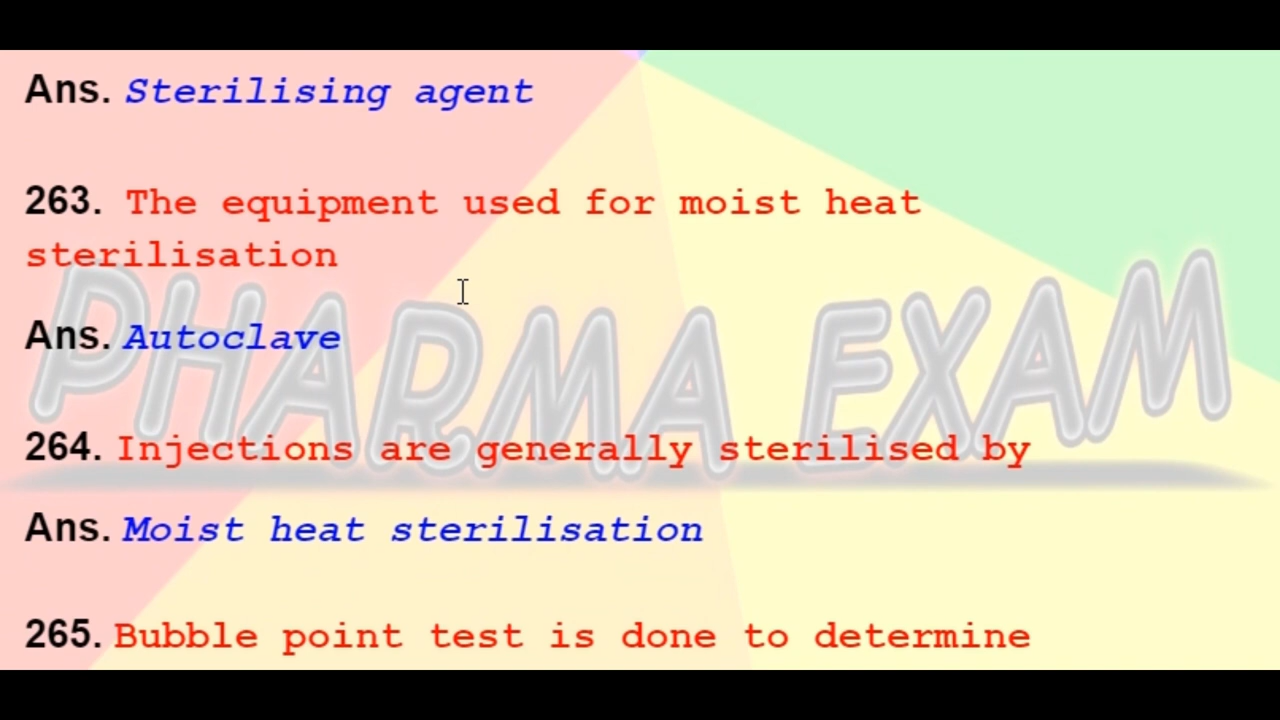 Ans. Sterilising agent
263. The equipment used for moist heat
sterilisation
PHARMA EXAM
Ans. Autoclave
264. Injections are generally sterilised by
Ans. Moist heat sterilisation
265. Bubble point test is done to determine